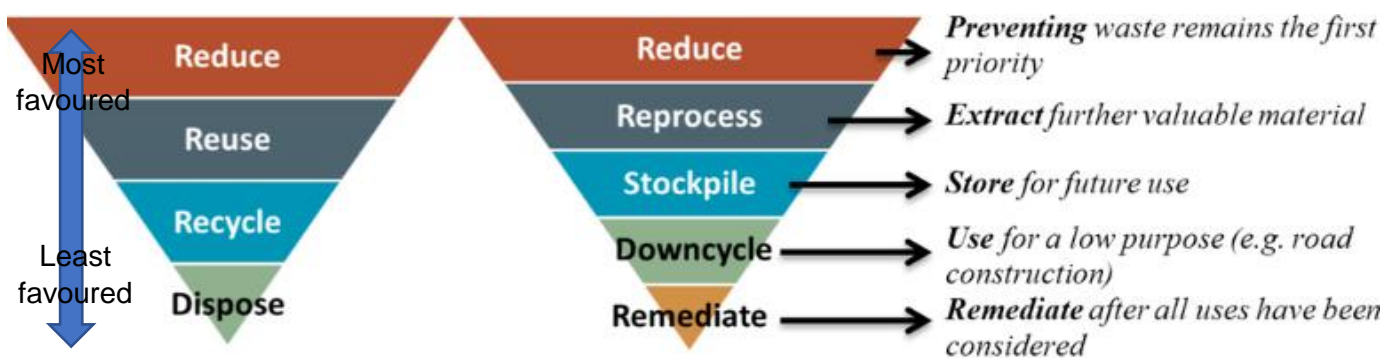 Most
favoured
Least
favoured
Reduce
Reuse
Recycle
Dispose
Reduce
Reprocess
Stockpile
Downcycle
Remediate
Preventing waste remains the first
priority
Extract further valuable material
Store for future use
Use for a low purpose (e.g. road
construction)
Remediate after all uses have been
considered